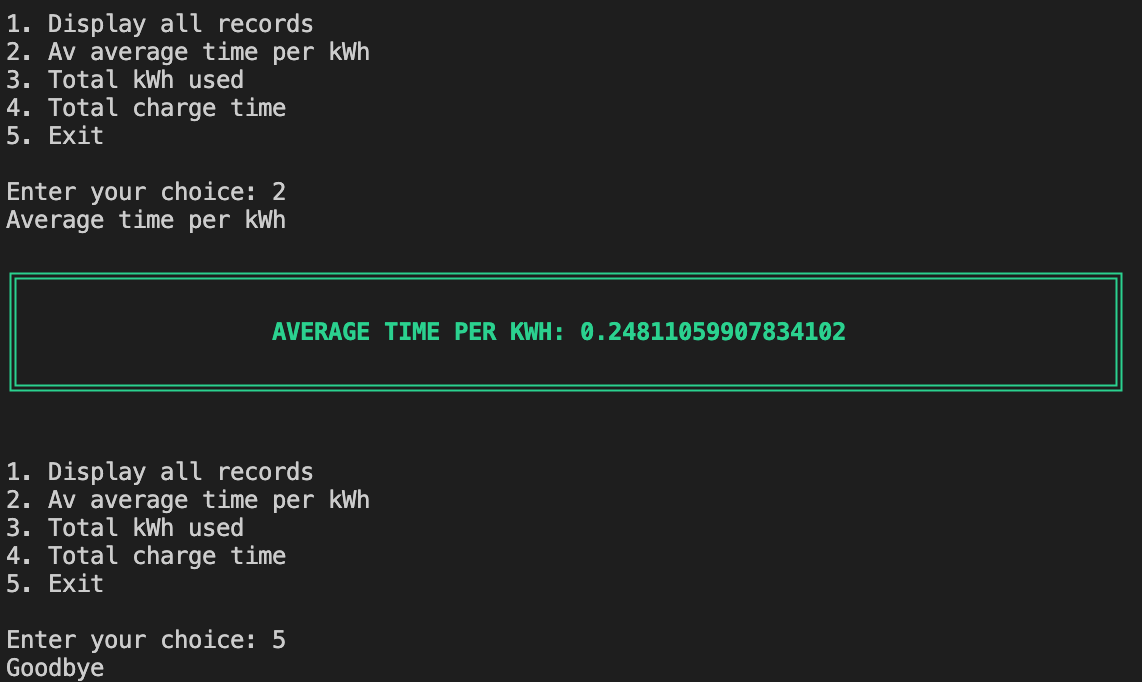 1. Display all records
2. Av average time per kWh
3. Total kWh used
4. Total charge time
5. Exit
Enter your choice: 2
Average time per kWh
AVERAGE TIME PER KWH: 0.24811059907834102
1. Display all records
2. Av average time per kWh
3. Total kWh used
4. Total charge time
5. Exit
Enter your choice: 5
Goodbye